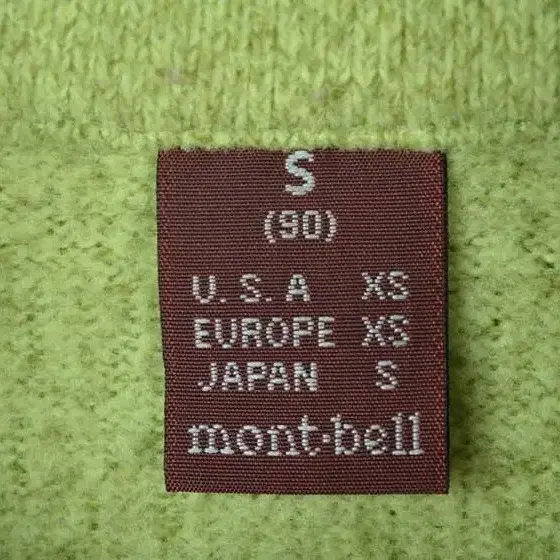 S
(90)
U.S.A XS
EUROPE XS
JAPAN S
mont·bell